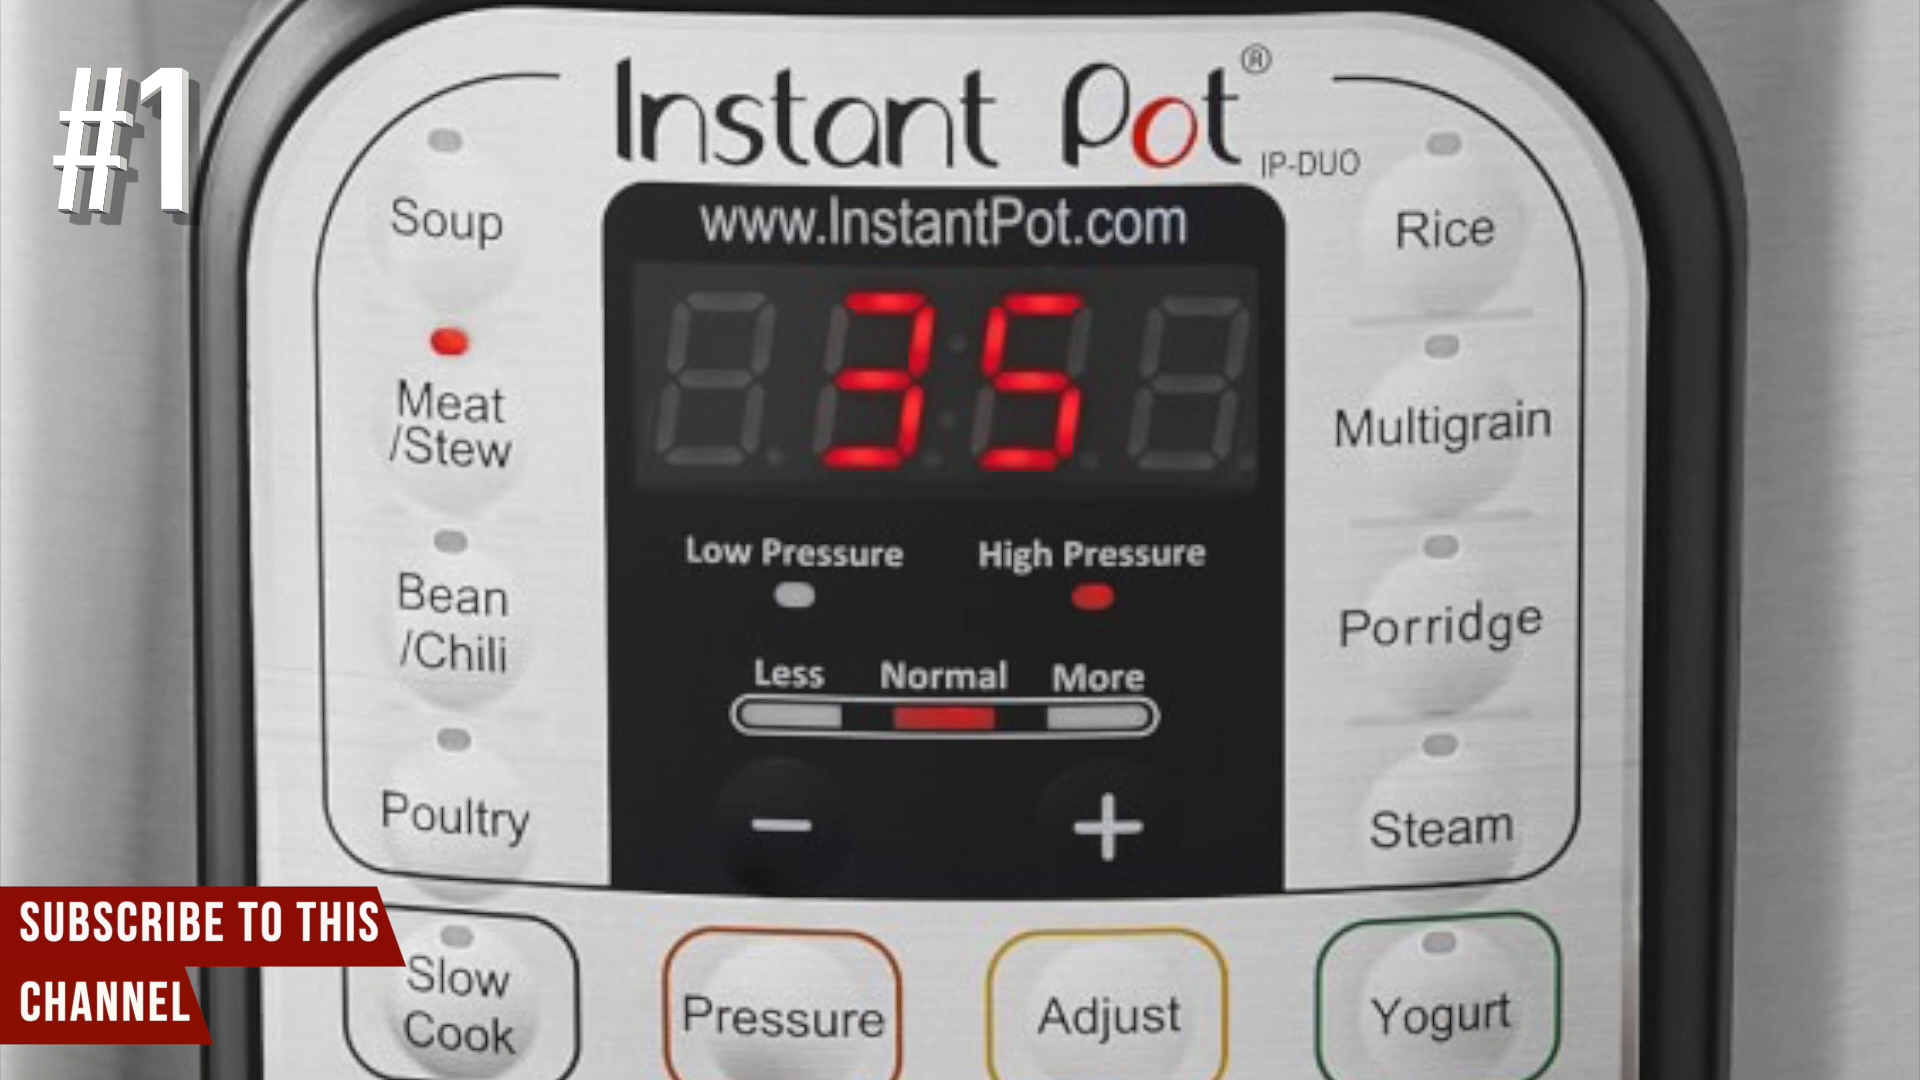 #1
Instant Pot®
IP-DUO
www.InstantPot.com
35
Soup
Meat
/Stew
Bean
/Chili
Poultry
Low Pressure
High Pressure
Less Normal More
− +
Rice
Multigrain
Porridge
Steam
Slow
Cook
Pressure
Adjust
Yogurt
SUBSCRIBE TO THIS
CHANNEL